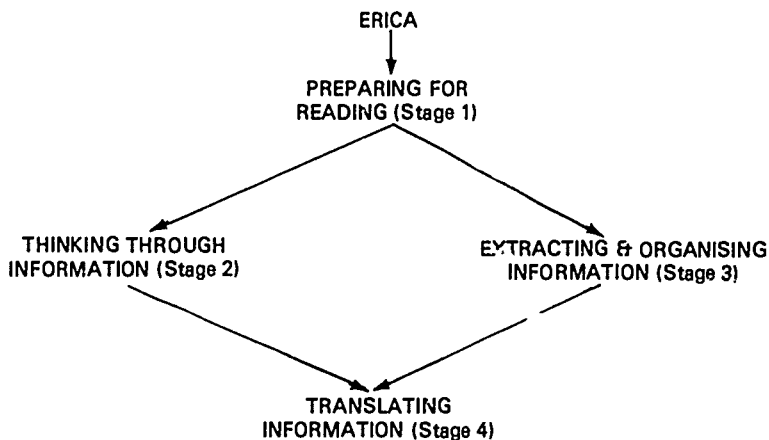 ERICA
PREPARING FOR
READING (Stage 1)
THINKING THROUGH
INFORMATION (Stage 2)
EXTRACTING & ORGANISING
INFORMATION (Stage 3)
TRANSLATING
INFORMATION (Stage 4)